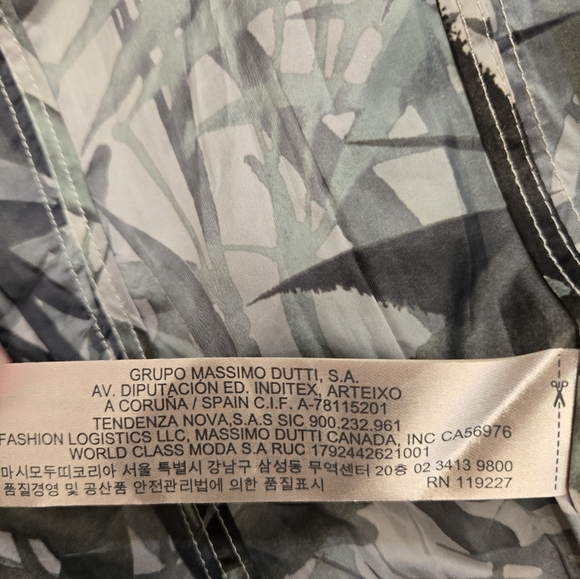 GRUPO MASSIMO DUTTI, S.A.
AV. DIPUTACIÓN ED. INDITEX, ARTEIXO
A CORUÑA / SPAIN C.I.F. A-78115201
TENDENZA NOVA,S.A.S SIC 900.232.961
FASHION LOGISTICS LLC, MASSIMO DUTTI CANADA, INC CA56976
WORLD CLASS MODA S.A RUC 1792442621001
마시모두띠코리아 서울 특별시 강남구 삼성동 무역센터 20층 02 3413 9800
품질경영 및 공산품 안전관리법에 의한 품질표시 RN 119227